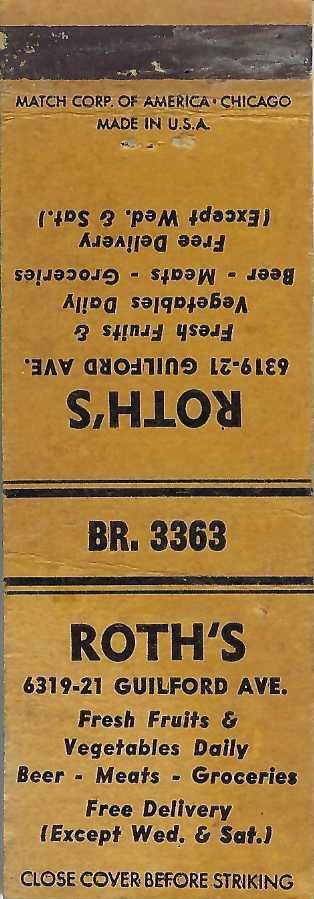 MATCH CORP. OF AMERICA • CHICAGO
MADE IN U.S.A.
ROTH'S
6319-21 GUILFORD AVE.
Fresh Fruits &
Vegetables Daily
Beer - Meats - Groceries
Free Delivery
(Except Wed. & Sat.)
BR. 3363
ROTH'S
6319-21 GUILFORD AVE.
Fresh Fruits &
Vegetables Daily
Beer - Meats - Groceries
Free Delivery
(Except Wed. & Sat.)
CLOSE COVER BEFORE STRIKING